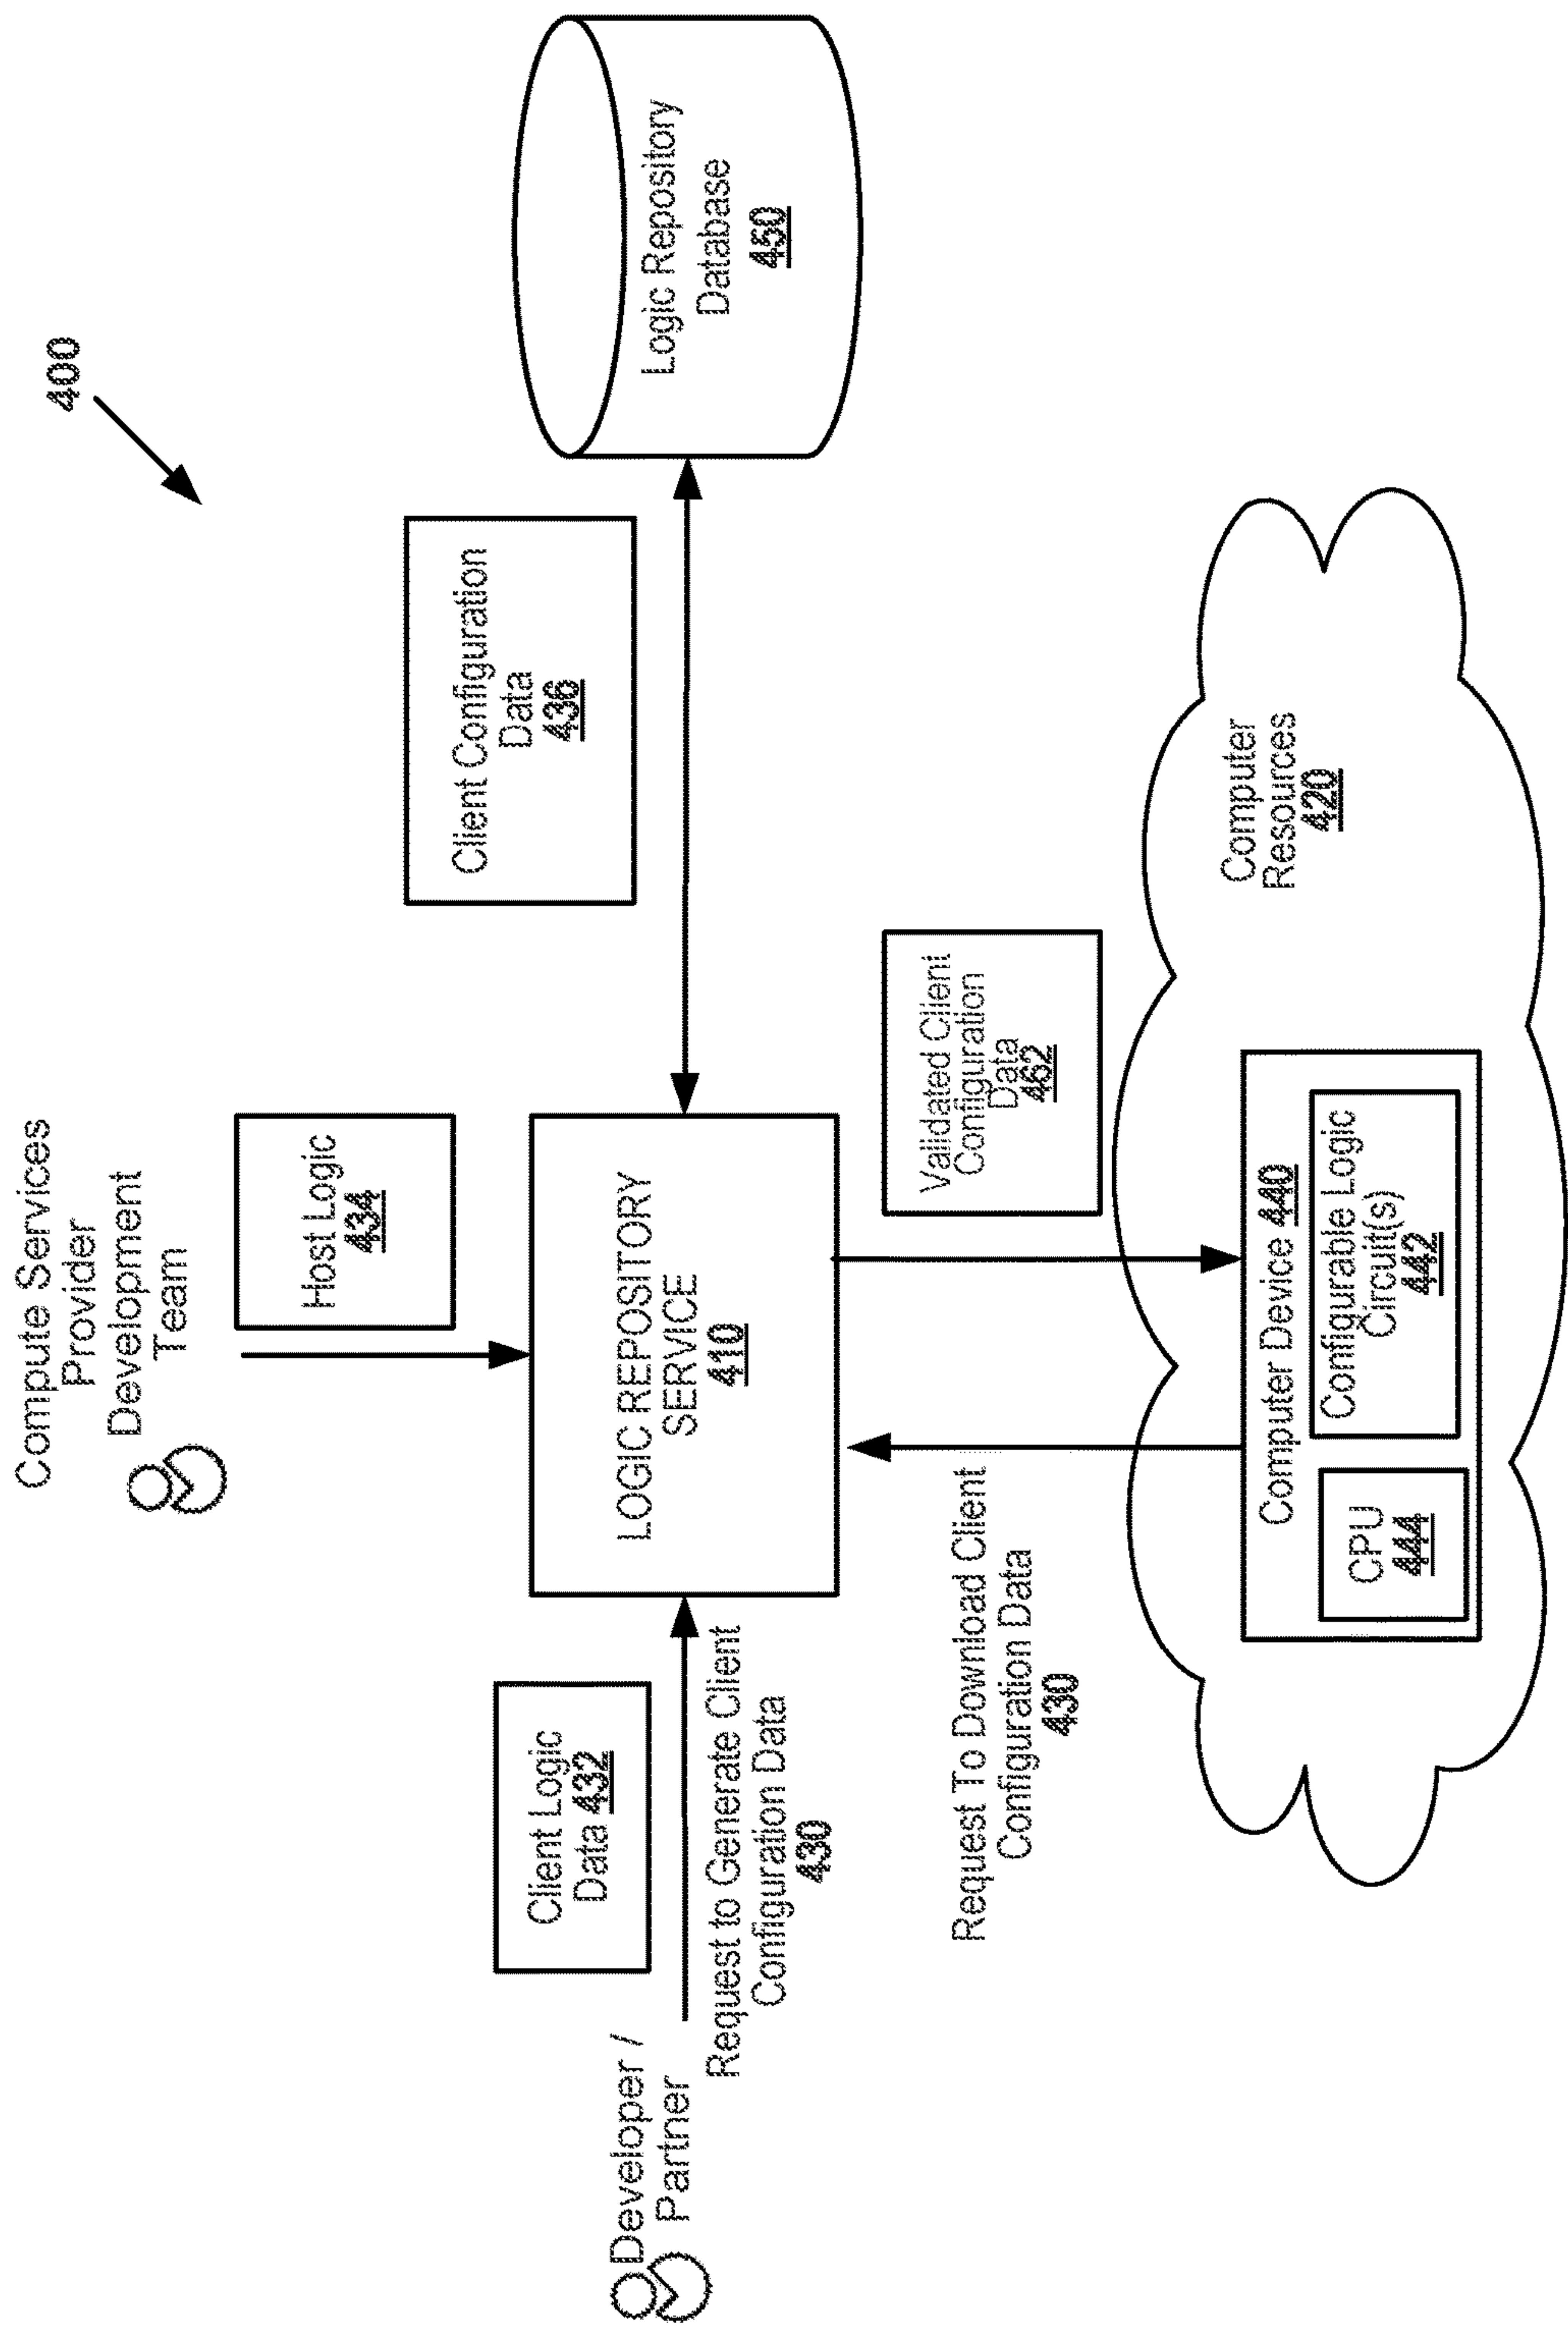 400
Compute Services
Provider
Development
Team
Host Logic
434
Client Configuration
Data
436
Logic Repository
Database
450
Client Logic
Data 432
Developer /
Partner
Request to Generate Client
Configuration Data
430
LOGIC REPOSITORY
SERVICE
410
Validated Client
Configuration
Data
462
Request To Download Client
Configuration Data
430
Computer
Resources
420
Computer Device 440
CPU
444
Configurable Logic
Circuit(s)
442